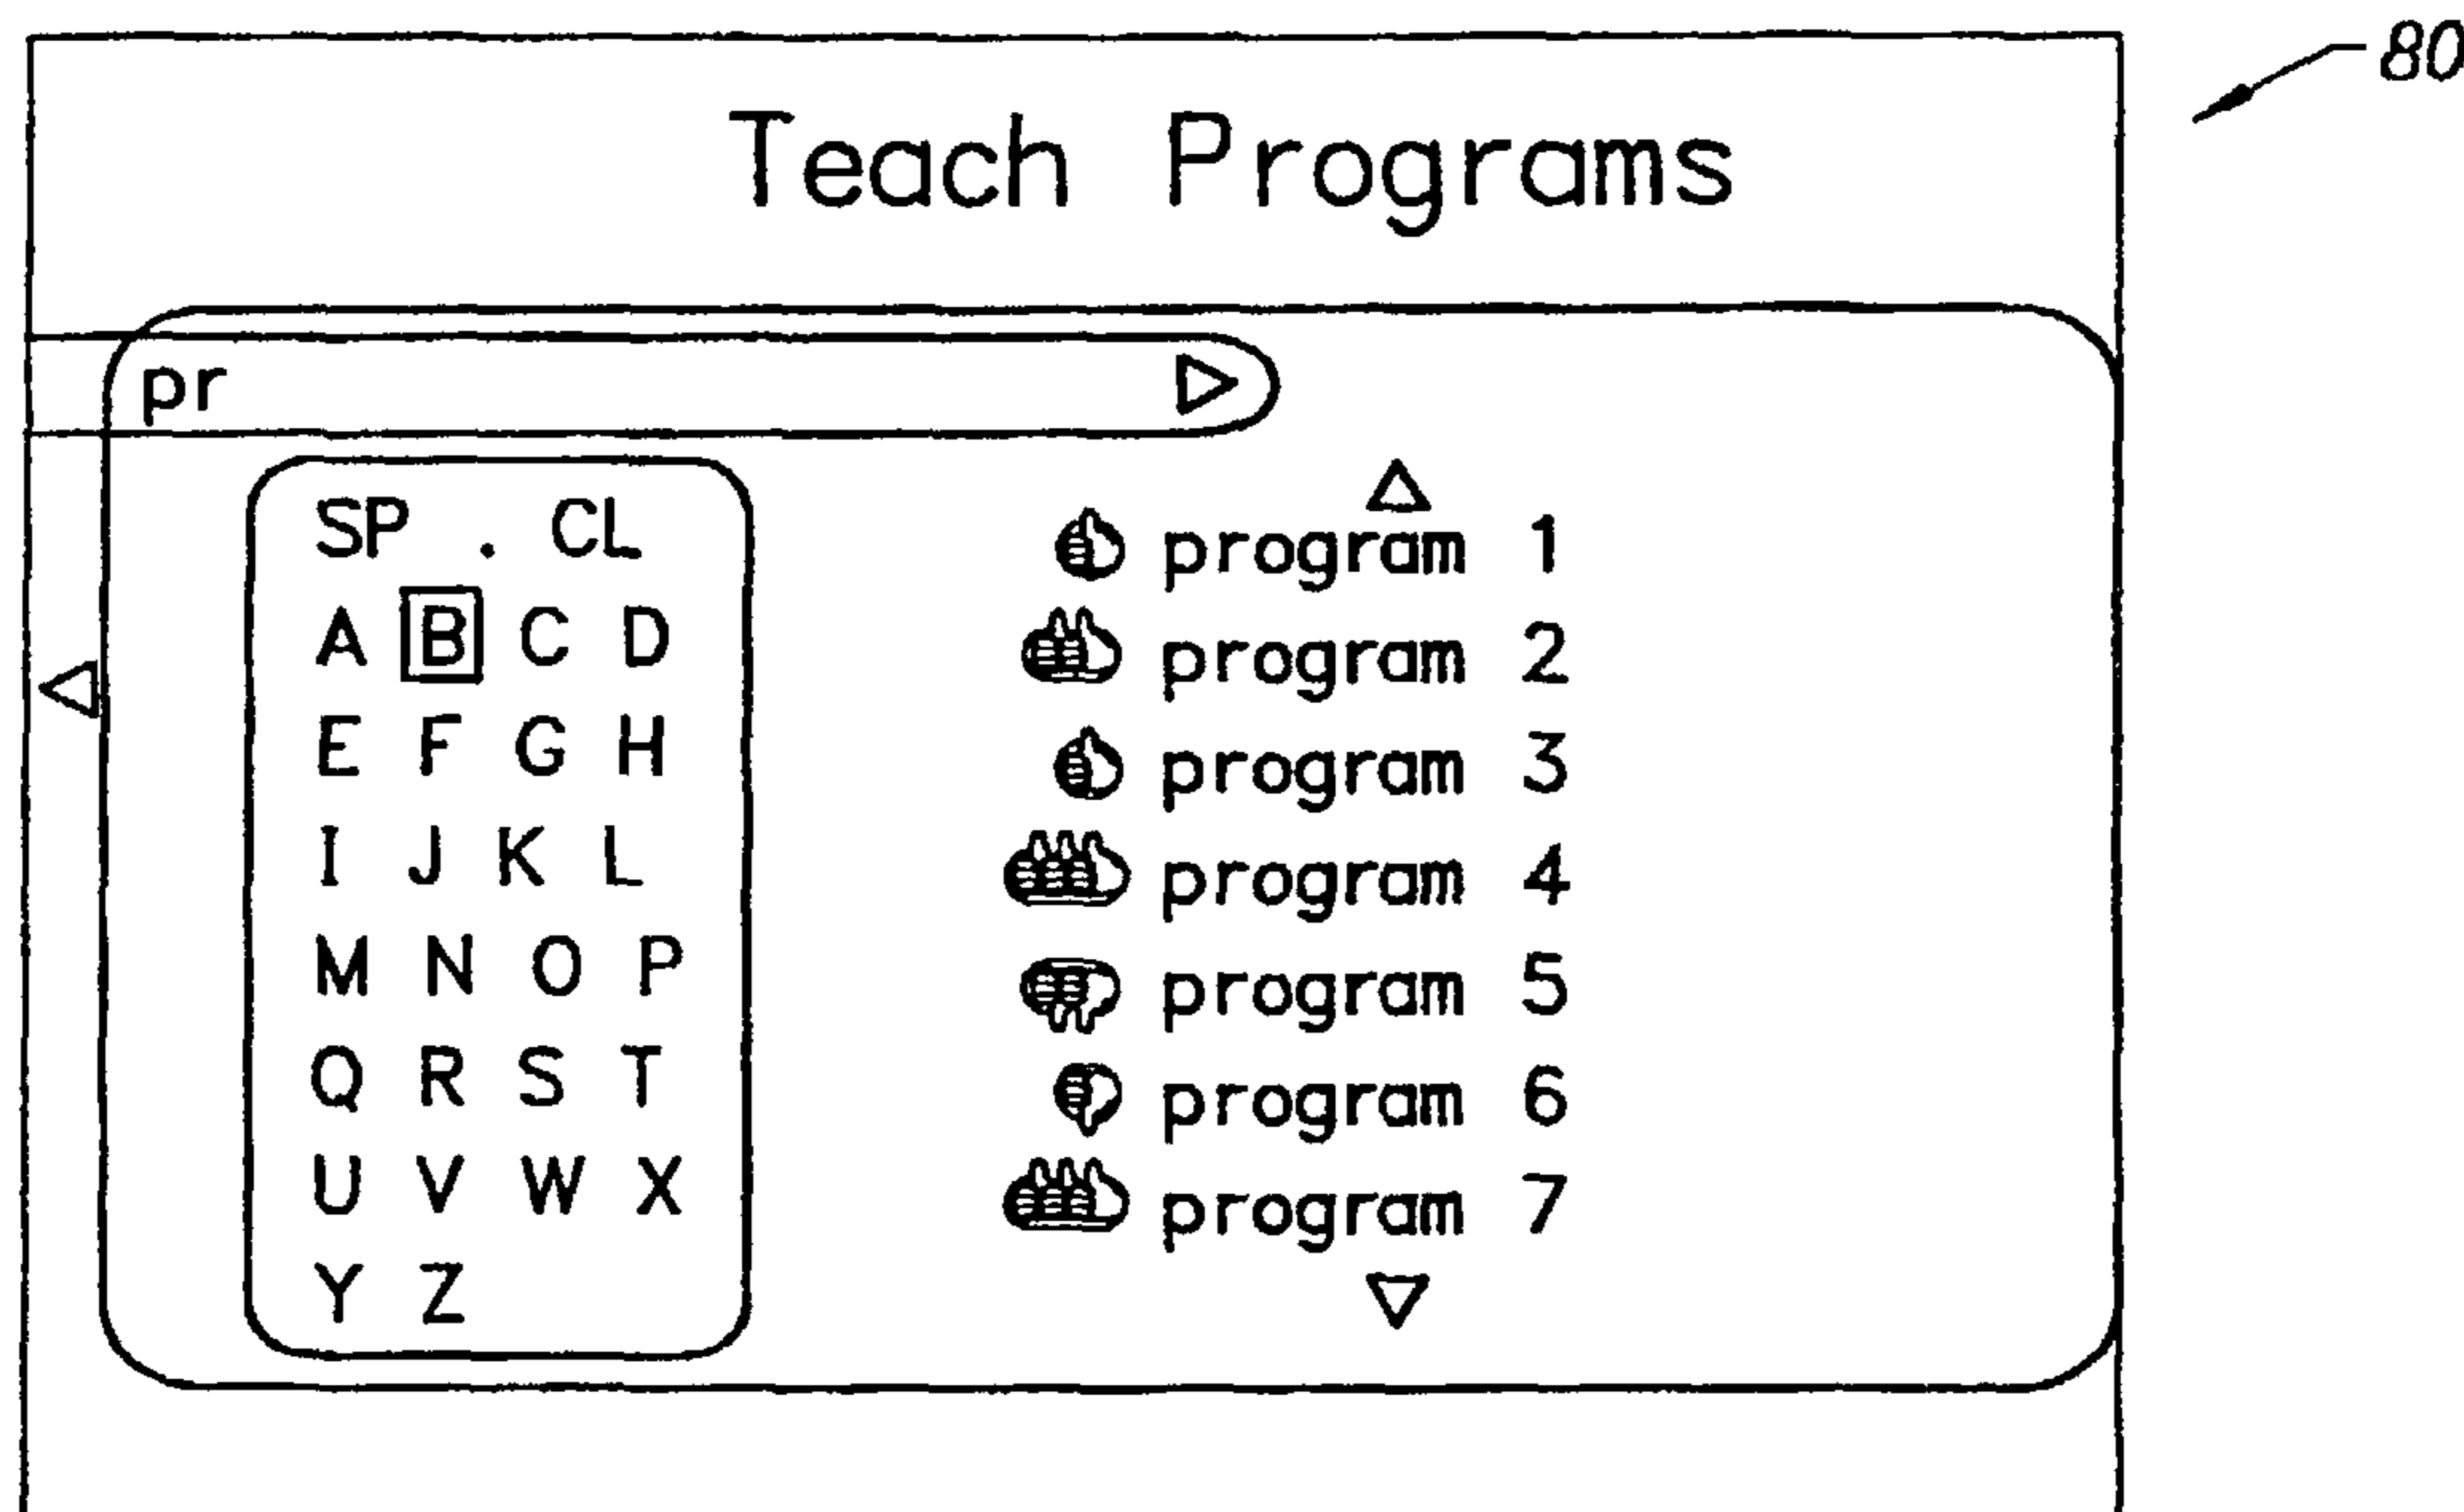 80
Teach Programs
pr
SP . CL
A B C D
E F G H
I J K L
M N O P
Q R S T
U V W X
Y Z
program 1
program 2
program 3
program 4
program 5
program 6
program 7